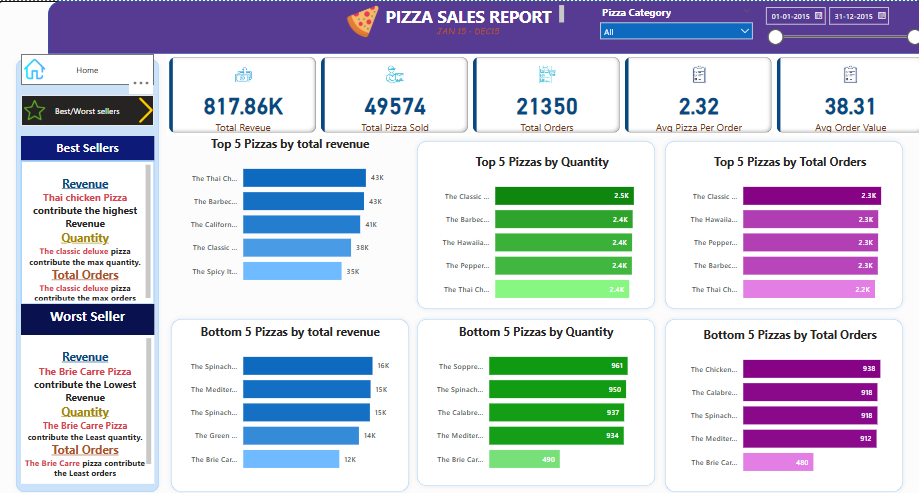 PIZZA SALES REPORT
JAN 15 - DEC15
Pizza Category
All
01-01-2015
31-12-2015
Home
...
Best/Worst sellers
817.86K
Total Reveue
49574
Total Pizza Sold
21350
Total Orders
2.32
Avg Pizza Per Order
38.31
Avg Order Value
Best Sellers
Revenue
Thai chicken Pizza
contribute the highest
Revenue
Quantity
The classic deluxe pizza
contribute the max quantity.
Total Orders
The classic deluxe pizza
contribute the max orders
Worst Seller
Revenue
The Brie Carre Pizza
contribute the Lowest
Revenue
Quantity
The Brie Carre Pizza
contribute the Least quantity.
Total Orders
The Brie Carre pizza contribute
the Least orders
Top 5 Pizzas by total revenue
The Thai Ch... 43K
The Barbec... 43K
The Californ... 41K
The Classic ... 38K
The Spicy It... 35K
Top 5 Pizzas by Quantity
The Classic ... 2.5K
The Barbec... 2.4K
The Hawaiia... 2.4K
The Pepper... 2.4K
The Thai Ch... 2.4K
Top 5 Pizzas by Total Orders
The Classic ... 2.3K
The Hawaiia... 2.3K
The Pepper... 2.3K
The Barbec... 2.3K
The Thai Ch... 2.2K
Bottom 5 Pizzas by total revenue
The Spinach... 16K
The Mediter... 15K
The Spinach... 15K
The Green ... 14K
The Brie Car... 12K
Bottom 5 Pizzas by Quantity
The Soppre... 961
The Spinach... 950
The Calabre... 937
The Mediter... 934
The Brie Car... 490
Bottom 5 Pizzas by Total Orders
The Chicken... 938
The Calabre... 918
The Spinach... 918
The Mediter... 912
The Brie Car... 480